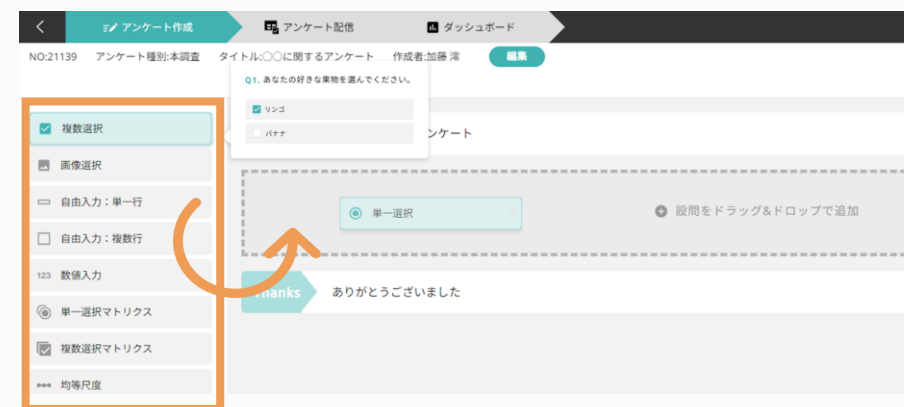 アンケート作成
アンケート配信
ダッシュボード
NO:21139 アンケート種別:本調査 タイトル:○○に関するアンケート 作成者:加藤 澪 編集
Q1. あなたの好きな果物を選んでください。
リンゴ
バナナ
複数選択
ンケート
画像選択
自由入力：単一行
単一選択
設問をドラッグ&ドロップで追加
自由入力：複数行
123 数値入力
Thanks ありがとうございました
単一選択マトリクス
複数選択マトリクス
均等尺度